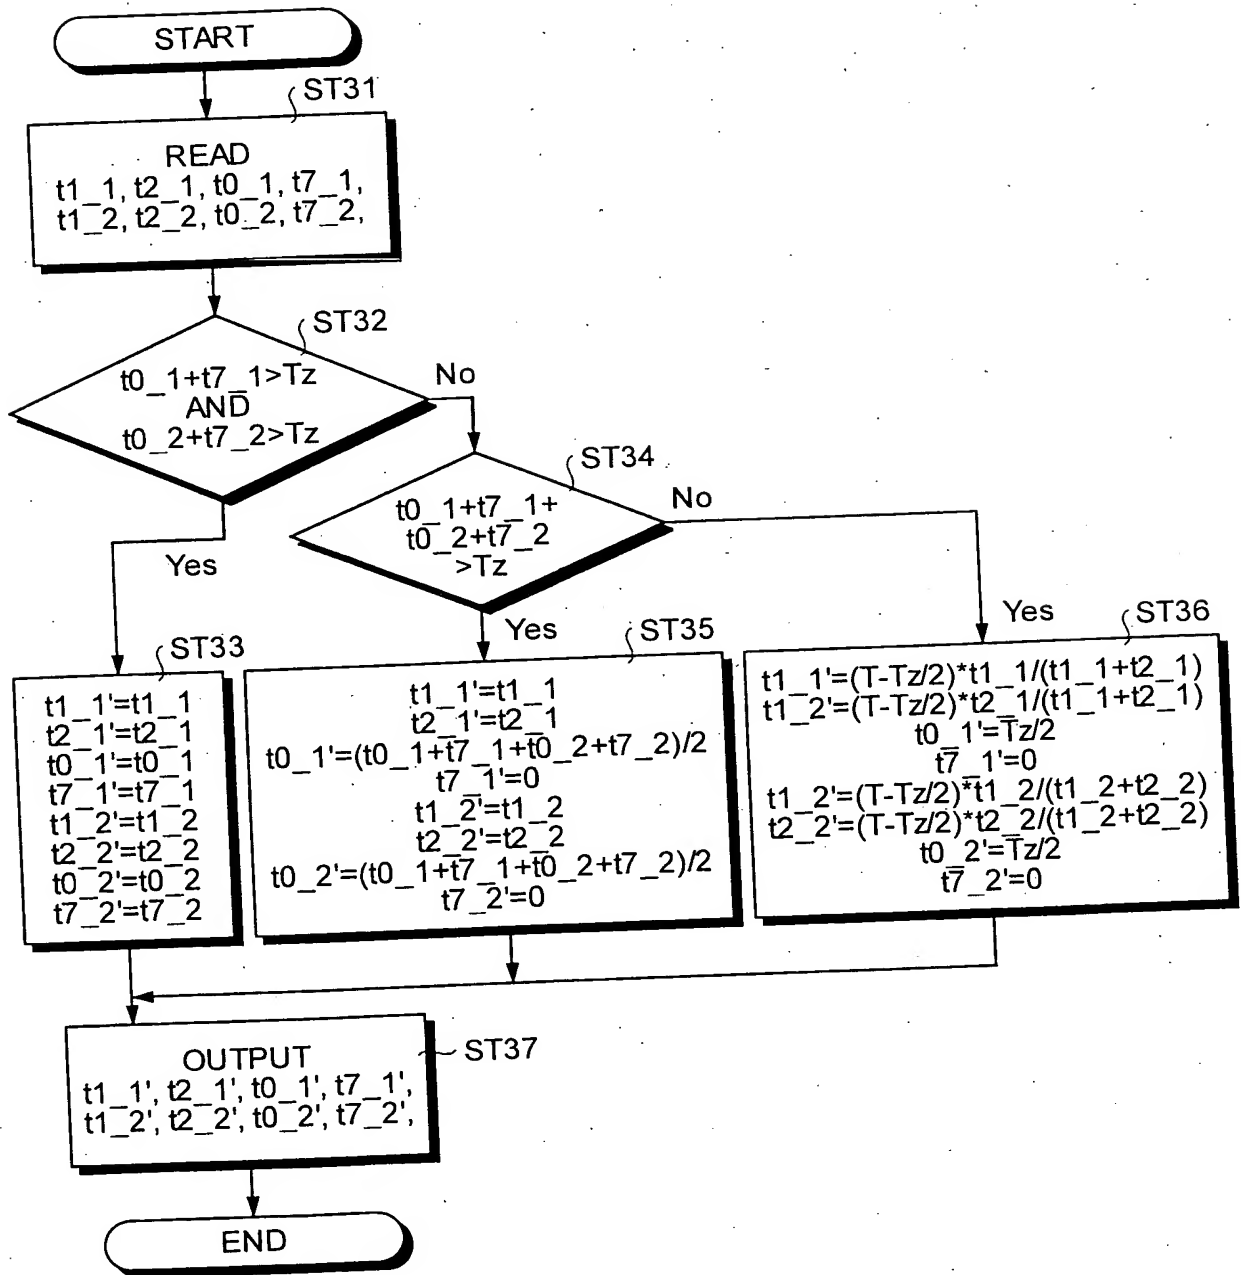 START
ST31
READ
t1_1, t2_1, t0_1, t7_1,
t1_2, t2_2, t0_2, t7_2,
ST32
t0_1+t7_1>Tz
AND
t0_2+t7_2>Tz
No
Yes
ST34
t0_1+t7_1+
t0_2+t7_2
>Tz
No
Yes
Yes
ST33
t1_1'=t1_1
t2_1'=t2_1
t0_1'=t0_1
t7_1'=t7_1
t1_2'=t1_2
t2_2'=t2_2
t0_2'=t0_2
t7_2'=t7_2
ST35
t1_1'=t1_1
t2_1'=t2_1
t0_1'=(t0_1+t7_1+t0_2+t7_2)/2
t7_1'=0
t1_2'=t1_2
t2_2'=t2_2
t0_2'=(t0_1+t7_1+t0_2+t7_2)/2
t7_2'=0
ST36
t1_1'=(T-Tz/2)*t1_1/(t1_1+t2_1)
t1_2'=(T-Tz/2)*t2_1/(t1_1+t2_1)
t0_1'=Tz/2
t7_1'=0
t1_2'=(T-Tz/2)*t1_2/(t1_2+t2_2)
t2_2'=(T-Tz/2)*t2_2/(t1_2+t2_2)
t0_2'=Tz/2
t7_2'=0
ST37
OUTPUT
t1_1', t2_1', t0_1', t7_1',
t1_2', t2_2', t0_2', t7_2',
END